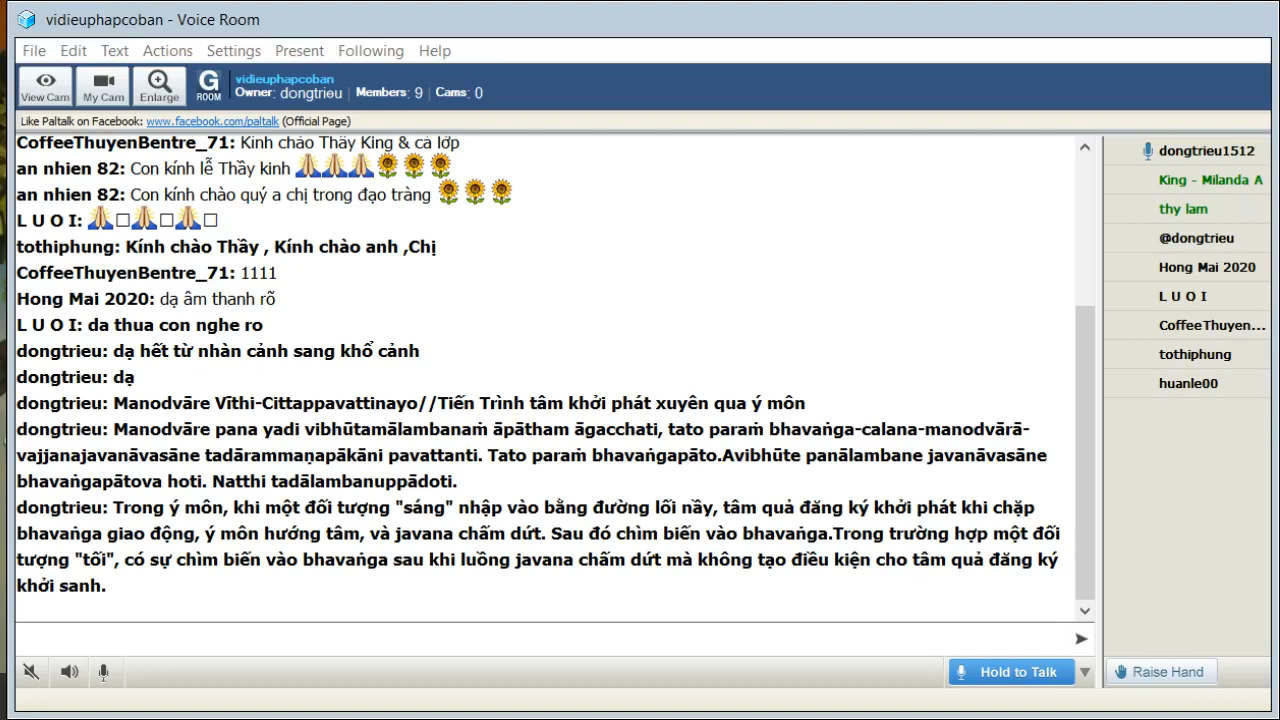 vidieuphapcoban - Voice Room
File Edit Text Actions Settings Present Following Help
View Cam My Cam Enlarge G ROOM vidieuphapcoban
Owner: dongtrieu | Members: 9 | Cams: 0
Like Paltalk on Facebook: www.facebook.com/paltalk (Official Page)
CoffeeThuyenBentre_71: Kính chào Thầy King & cả lớp
an nhien 82: Con kính lễ Thầy kinh
an nhien 82: Con kính chào quý a chị trong đạo tràng
L U O I:
tothiphung: Kính chào Thầy , Kính chào anh ,Chị
CoffeeThuyenBentre_71: 1111
Hong Mai 2020: dạ âm thanh rõ
L U O I: da thua con nghe ro
dongtrieu: dạ hết từ nhàn cảnh sang khổ cảnh
dongtrieu: dạ
dongtrieu: Manodvāre Vīthi-Cittappavattinayo//Tiến Trình tâm khởi phát xuyên qua ý môn
dongtrieu: Manodvāre pana yadi vibhūtamālambanaṁ āpātham āgacchati, tato paraṁ bhavaṅga-calana-manodvārā-
vajjanajavanāvasāne tadārammaṇapākāni pavattanti. Tato paraṁ bhavaṅgapāto.Avibhūte panālambane javanāvasāne
bhavaṅgapātova hoti. Natthi tadālambanuppādoti.
dongtrieu: Trong ý môn, khi một đối tượng "sáng" nhập vào bằng đường lối nầy, tâm quả đăng ký khởi phát khi chặp
bhavaṅga giao động, ý môn hướng tâm, và javana chấm dứt. Sau đó chìm biến vào bhavaṅga.Trong trường hợp một đối
tượng "tối", có sự chìm biến vào bhavaṅga sau khi luồng javana chấm dứt mà không tạo điều kiện cho tâm quả đăng ký
khởi sanh.
dongtrieu1512
King - Milanda A
thy lam
@dongtrieu
Hong Mai 2020
L U O I
CoffeeThuyen...
tothiphung
huanle00
Hold to Talk
Raise Hand